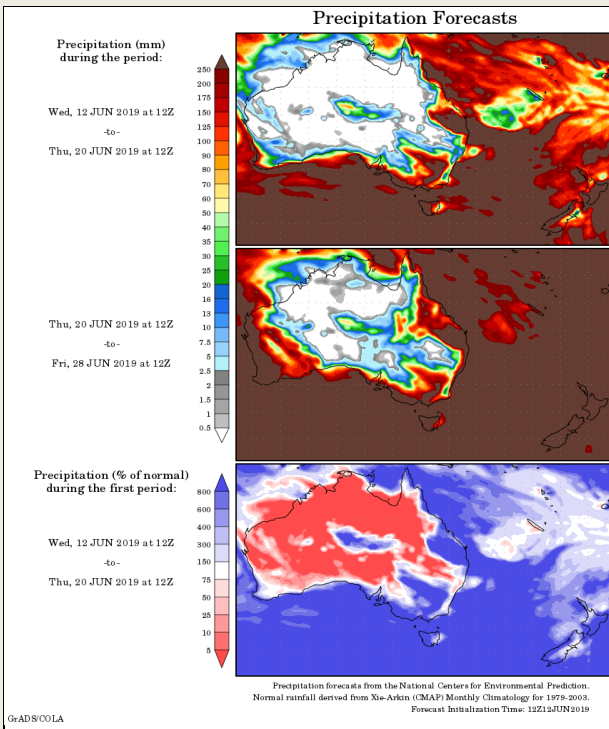 Precipitation Forecasts
Precipitation (mm)
during the period:
Wed, 12 JUN 2019 at 12Z
-to-
Thu, 20 JUN 2019 at 12Z
250
200
175
150
125
100
90
80
70
60
50
40
35
30
25
20
16
13
10
7.5
5
2.5
2
1.5
1
0.5
Thu, 20 JUN 2019 at 12Z
-to-
Fri, 28 JUN 2019 at 12Z
Precipitation (% of normal)
during the first period:
Wed, 12 JUN 2019 at 12Z
-to-
Thu, 20 JUN 2019 at 12Z
800
600
400
300
150
75
50
25
10
5
Precipitation forecasts from the National Centers for Environmental Prediction.
Normal rainfall derived from Xie-Arkin (CMAP) Monthly Climatology for 1979-2003.
Forecast Initialization Time: 12Z12JUN2019
GrADS/COLA